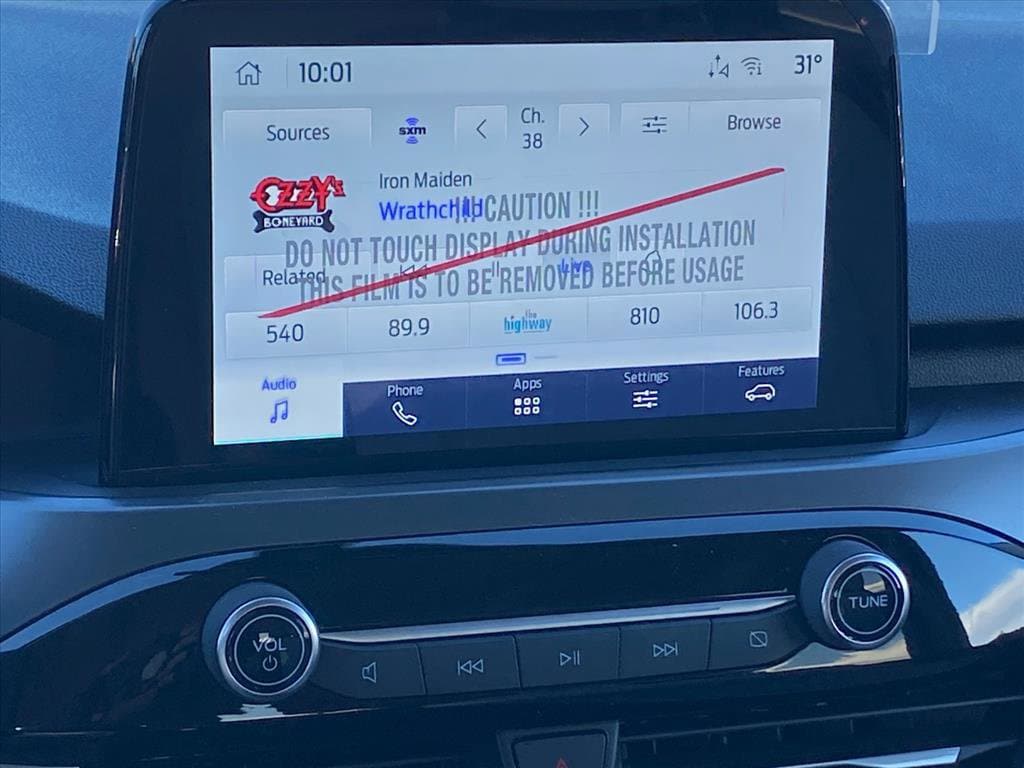 10:01
31°
Sources
sxm
Ch.
38
Browse
OZZY's
BONEYARD
Iron Maiden
Wrathchild
!!! CAUTION !!!
DO NOT TOUCH DISPLAY DURING INSTALLATION
THIS FILM IS TO BE REMOVED BEFORE USAGE
Related
Live
540
89.9
the
highway
810
106.3
Audio
Phone
Apps
Settings
Features
VOL
TUNE